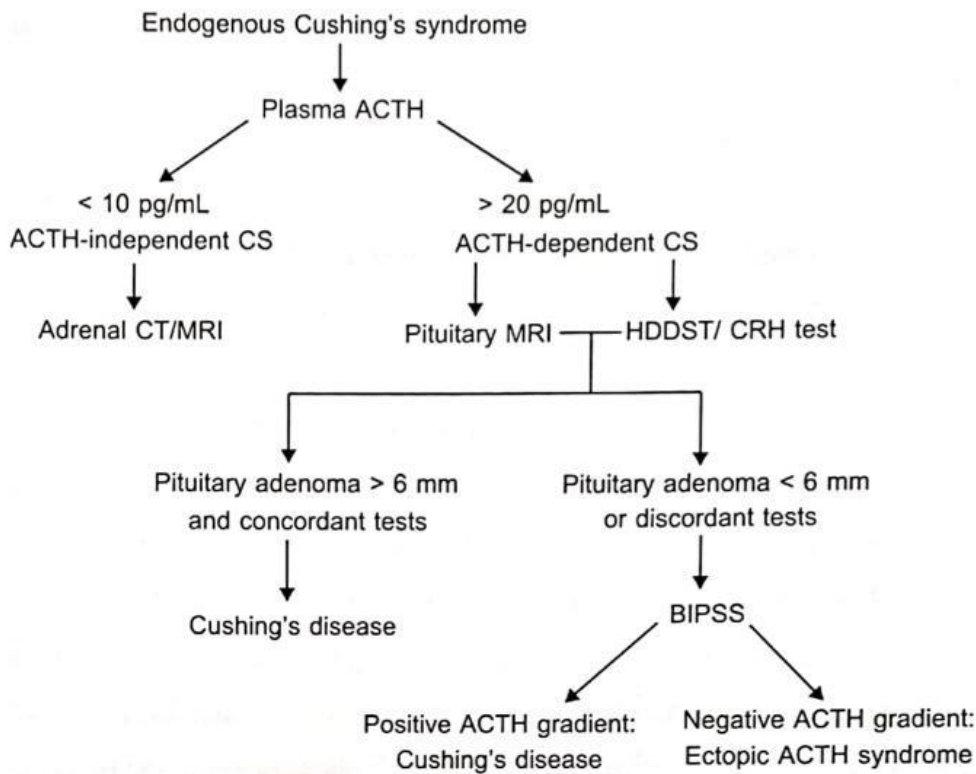 Endogenous Cushing's syndrome
Plasma ACTH
< 10 pg/mL
ACTH-independent CS
> 20 pg/mL
ACTH-dependent CS
Adrenal CT/MRI
Pituitary MRI
HDDST/ CRH test
Pituitary adenoma > 6 mm
and concordant tests
Pituitary adenoma < 6 mm
or discordant tests
Cushing's disease
BIPSS
Positive ACTH gradient:
Cushing's disease
Negative ACTH gradient:
Ectopic ACTH syndrome